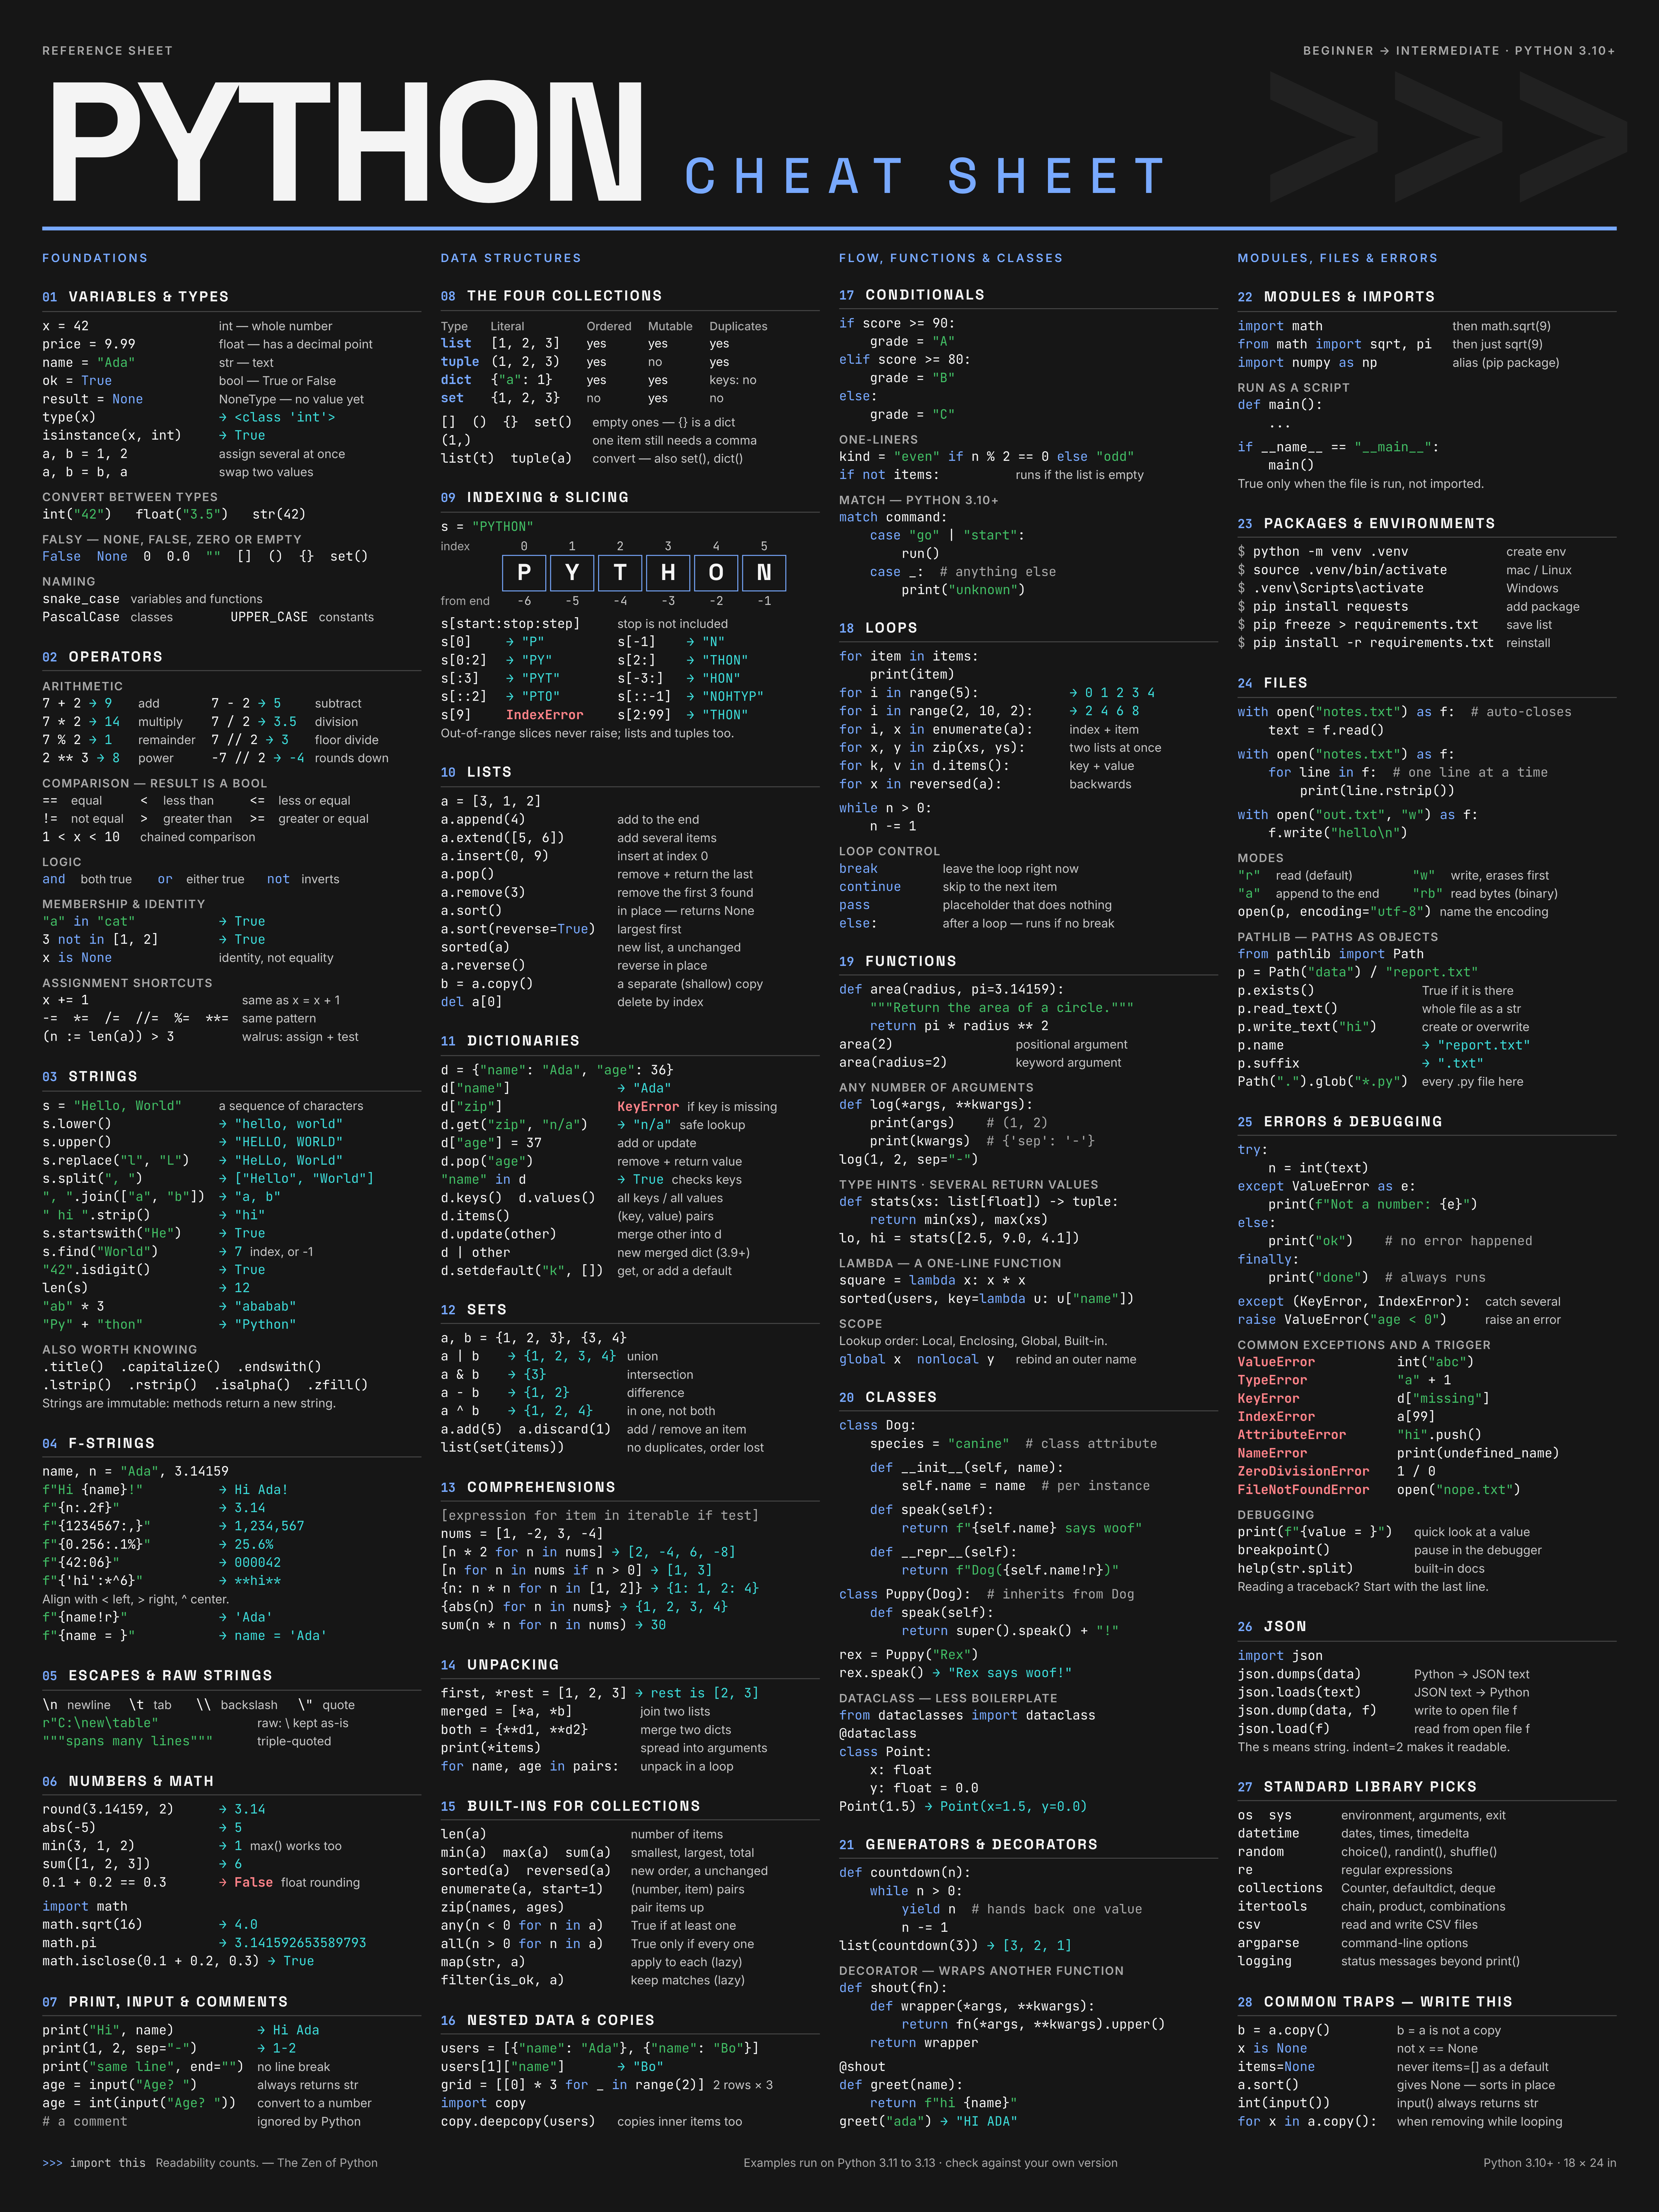 REFERENCE SHEET
BEGINNER → INTERMEDIATE · PYTHON 3.10+
PYTHON CHEAT SHEET
>>>
FOUNDATIONS
01 VARIABLES & TYPES
x = 42 int — whole number
price = 9.99 float — has a decimal point
name = "Ada" str — text
ok = True bool — True or False
result = None NoneType — no value yet
type(x) → <class 'int'>
isinstance(x, int) → True
a, b = 1, 2 assign several at once
a, b = b, a swap two values
CONVERT BETWEEN TYPES
int("42") float("3.5") str(42)
FALSY — NONE, FALSE, ZERO OR EMPTY
False None 0 0.0 "" [] () {} set()
NAMING
snake_case variables and functions
PascalCase classes UPPER_CASE constants
02 OPERATORS
ARITHMETIC
7 + 2 → 9 add 7 - 2 → 5 subtract
7 * 2 → 14 multiply 7 / 2 → 3.5 division
7 % 2 → 1 remainder 7 // 2 → 3 floor divide
2 ** 3 → 8 power -7 // 2 → -4 rounds down
COMPARISON — RESULT IS A BOOL
== equal < less than <= less or equal
!= not equal > greater than >= greater or equal
1 < x < 10 chained comparison
LOGIC
and both true or either true not inverts
MEMBERSHIP & IDENTITY
"a" in "cat" → True
3 not in [1, 2] → True
x is None identity, not equality
ASSIGNMENT SHORTCUTS
x += 1 same as x = x + 1
-= *= /= //= %= **= same pattern
(n := len(a)) > 3 walrus: assign + test
03 STRINGS
s = "Hello, World" a sequence of characters
s.lower() → "hello, world"
s.upper() → "HELLO, WORLD"
s.replace("l", "L") → "HeLLo, WorLd"
s.split(", ") → ["Hello", "World"]
", ".join(["a", "b"]) → "a, b"
" hi ".strip() → "hi"
s.startswith("He") → True
s.find("World") → 7 index, or -1
"42".isdigit() → True
len(s) → 12
"ab" * 3 → "ababab"
"Py" + "thon" → "Python"
ALSO WORTH KNOWING
.title() .capitalize() .endswith()
.lstrip() .rstrip() .isalpha() .zfill()
Strings are immutable: methods return a new string.
04 F-STRINGS
name, n = "Ada", 3.14159
f"Hi {name}!" → Hi Ada!
f"{n:.2f}" → 3.14
f"{1234567:,}" → 1,234,567
f"{0.256:.1%}" → 25.6%
f"{42:06}" → 000042
f"{'hi':*^6}" → **hi**
Align with < left, > right, ^ center.
f"{name!r}" → 'Ada'
f"{name = }" → name = 'Ada'
05 ESCAPES & RAW STRINGS
\n newline \t tab \\ backslash \" quote
r"C:\new\table" raw: \ kept as-is
"""spans many lines""" triple-quoted
06 NUMBERS & MATH
round(3.14159, 2) → 3.14
abs(-5) → 5
min(3, 1, 2) → 1 max() works too
sum([1, 2, 3]) → 6
0.1 + 0.2 == 0.3 → False float rounding
import math
math.sqrt(16) → 4.0
math.pi → 3.141592653589793
math.isclose(0.1 + 0.2, 0.3) → True
07 PRINT, INPUT & COMMENTS
print("Hi", name) → Hi Ada
print(1, 2, sep="-") → 1-2
print("same line", end="") no line break
age = input("Age? ") always returns str
age = int(input("Age? ")) convert to a number
# a comment ignored by Python
DATA STRUCTURES
08 THE FOUR COLLECTIONS
Type Literal Ordered Mutable Duplicates
list [1, 2, 3] yes yes yes
tuple (1, 2, 3) yes no yes
dict {"a": 1} yes yes keys: no
set {1, 2, 3} no yes no
[] () {} set() empty ones — {} is a dict
(1,) one item still needs a comma
list(t) tuple(a) convert — also set(), dict()
09 INDEXING & SLICING
s = "PYTHON"
index 0 1 2 3 4 5
P Y T H O N
from end -6 -5 -4 -3 -2 -1
s[start:stop:step] stop is not included
s[0] → "P" s[-1] → "N"
s[0:2] → "PY" s[2:] → "THON"
s[:3] → "PYT" s[-3:] → "HON"
s[::2] → "PTO" s[::-1] → "NOHTYP"
s[9] IndexError s[2:99] → "THON"
Out-of-range slices never raise; lists and tuples too.
10 LISTS
a = [3, 1, 2]
a.append(4) add to the end
a.extend([5, 6]) add several items
a.insert(0, 9) insert at index 0
a.pop() remove + return the last
a.remove(3) remove the first 3 found
a.sort() in place — returns None
a.sort(reverse=True) largest first
sorted(a) new list, a unchanged
a.reverse() reverse in place
b = a.copy() a separate (shallow) copy
del a[0] delete by index
11 DICTIONARIES
d = {"name": "Ada", "age": 36}
d["name"] → "Ada"
d["zip"] KeyError if key is missing
d.get("zip", "n/a") → "n/a" safe lookup
d["age"] = 37 add or update
d.pop("age") remove + return value
"name" in d → True checks keys
d.keys() d.values() all keys / all values
d.items() (key, value) pairs
d.update(other) merge other into d
d | other new merged dict (3.9+)
d.setdefault("k", []) get, or add a default
12 SETS
a, b = {1, 2, 3}, {3, 4}
a | b → {1, 2, 3, 4} union
a & b → {3} intersection
a - b → {1, 2} difference
a ^ b → {1, 2, 4} in one, not both
a.add(5) a.discard(1) add / remove an item
list(set(items)) no duplicates, order lost
13 COMPREHENSIONS
[expression for item in iterable if test]
nums = [1, -2, 3, -4]
[n * 2 for n in nums] → [2, -4, 6, -8]
[n for n in nums if n > 0] → [1, 3]
{n: n * n for n in [1, 2]} → {1: 1, 2: 4}
{abs(n) for n in nums} → {1, 2, 3, 4}
sum(n * n for n in nums) → 30
14 UNPACKING
first, *rest = [1, 2, 3] → rest is [2, 3]
merged = [*a, *b] join two lists
both = {**d1, **d2} merge two dicts
print(*items) spread into arguments
for name, age in pairs: unpack in a loop
15 BUILT-INS FOR COLLECTIONS
len(a) number of items
min(a) max(a) sum(a) smallest, largest, total
sorted(a) reversed(a) new order, a unchanged
enumerate(a, start=1) (number, item) pairs
zip(names, ages) pair items up
any(n < 0 for n in a) True if at least one
all(n > 0 for n in a) True only if every one
map(str, a) apply to each (lazy)
filter(is_ok, a) keep matches (lazy)
16 NESTED DATA & COPIES
users = [{"name": "Ada"}, {"name": "Bo"}]
users[1]["name"] → "Bo"
grid = [[0] * 3 for _ in range(2)] 2 rows × 3
import copy
copy.deepcopy(users) copies inner items too
FLOW, FUNCTIONS & CLASSES
17 CONDITIONALS
if score >= 90:
grade = "A"
elif score >= 80:
grade = "B"
else:
grade = "C"
ONE-LINERS
kind = "even" if n % 2 == 0 else "odd"
if not items: runs if the list is empty
MATCH — PYTHON 3.10+
match command:
case "go" | "start":
run()
case _: # anything else
print("unknown")
18 LOOPS
for item in items:
print(item)
for i in range(5): → 0 1 2 3 4
for i in range(2, 10, 2): → 2 4 6 8
for i, x in enumerate(a): index + item
for x, y in zip(xs, ys): two lists at once
for k, v in d.items(): key + value
for x in reversed(a): backwards
while n > 0:
n -= 1
LOOP CONTROL
break leave the loop right now
continue skip to the next item
pass placeholder that does nothing
else: after a loop — runs if no break
19 FUNCTIONS
def area(radius, pi=3.14159):
"""Return the area of a circle."""
return pi * radius ** 2
area(2) positional argument
area(radius=2) keyword argument
ANY NUMBER OF ARGUMENTS
def log(*args, **kwargs):
print(args) # (1, 2)
print(kwargs) # {'sep': '-'}
log(1, 2, sep="-")
TYPE HINTS · SEVERAL RETURN VALUES
def stats(xs: list[float]) -> tuple:
return min(xs), max(xs)
lo, hi = stats([2.5, 9.0, 4.1])
LAMBDA — A ONE-LINE FUNCTION
square = lambda x: x * x
sorted(users, key=lambda u: u["name"])
SCOPE
Lookup order: Local, Enclosing, Global, Built-in.
global x nonlocal y rebind an outer name
20 CLASSES
class Dog:
species = "canine" # class attribute
def __init__(self, name):
self.name = name # per instance
def speak(self):
return f"{self.name} says woof"
def __repr__(self):
return f"Dog({self.name!r})"
class Puppy(Dog): # inherits from Dog
def speak(self):
return super().speak() + "!"
rex = Puppy("Rex")
rex.speak() → "Rex says woof!"
DATACLASS — LESS BOILERPLATE
from dataclasses import dataclass
@dataclass
class Point:
x: float
y: float = 0.0
Point(1.5) → Point(x=1.5, y=0.0)
21 GENERATORS & DECORATORS
def countdown(n):
while n > 0:
yield n # hands back one value
n -= 1
list(countdown(3)) → [3, 2, 1]
DECORATOR — WRAPS ANOTHER FUNCTION
def shout(fn):
def wrapper(*args, **kwargs):
return fn(*args, **kwargs).upper()
return wrapper
@shout
def greet(name):
return f"hi {name}"
greet("ada") → "HI ADA"
MODULES, FILES & ERRORS
22 MODULES & IMPORTS
import math then math.sqrt(9)
from math import sqrt, pi then just sqrt(9)
import numpy as np alias (pip package)
RUN AS A SCRIPT
def main():
...
if __name__ == "__main__":
main()
True only when the file is run, not imported.
23 PACKAGES & ENVIRONMENTS
$ python -m venv .venv create env
$ source .venv/bin/activate mac / Linux
$ .venv\Scripts\activate Windows
$ pip install requests add package
$ pip freeze > requirements.txt save list
$ pip install -r requirements.txt reinstall
24 FILES
with open("notes.txt") as f: # auto-closes
text = f.read()
with open("notes.txt") as f:
for line in f: # one line at a time
print(line.rstrip())
with open("out.txt", "w") as f:
f.write("hello\n")
MODES
"r" read (default) "w" write, erases first
"a" append to the end "rb" read bytes (binary)
open(p, encoding="utf-8") name the encoding
PATHLIB — PATHS AS OBJECTS
from pathlib import Path
p = Path("data") / "report.txt"
p.exists() True if it is there
p.read_text() whole file as a str
p.write_text("hi") create or overwrite
p.name → "report.txt"
p.suffix → ".txt"
Path(".").glob("*.py") every .py file here
25 ERRORS & DEBUGGING
try:
n = int(text)
except ValueError as e:
print(f"Not a number: {e}")
else:
print("ok") # no error happened
finally:
print("done") # always runs
except (KeyError, IndexError): catch several
raise ValueError("age < 0") raise an error
COMMON EXCEPTIONS AND A TRIGGER
ValueError int("abc")
TypeError "a" + 1
KeyError d["missing"]
IndexError a[99]
AttributeError "hi".push()
NameError print(undefined_name)
ZeroDivisionError 1 / 0
FileNotFoundError open("nope.txt")
DEBUGGING
print(f"{value = }") quick look at a value
breakpoint() pause in the debugger
help(str.split) built-in docs
Reading a traceback? Start with the last line.
26 JSON
import json
json.dumps(data) Python → JSON text
json.loads(text) JSON text → Python
json.dump(data, f) write to open file f
json.load(f) read from open file f
The s means string. indent=2 makes it readable.
27 STANDARD LIBRARY PICKS
os sys environment, arguments, exit
datetime dates, times, timedelta
random choice(), randint(), shuffle()
re regular expressions
collections Counter, defaultdict, deque
itertools chain, product, combinations
csv read and write CSV files
argparse command-line options
logging status messages beyond print()
28 COMMON TRAPS — WRITE THIS
b = a.copy() b = a is not a copy
x is None not x == None
items=None never items=[] as a default
a.sort() gives None — sorts in place
int(input()) input() always returns str
for x in a.copy(): when removing while looping
>>> import this Readability counts. — The Zen of Python
Examples run on Python 3.11 to 3.13 · check against your own version
Python 3.10+ · 18 × 24 in